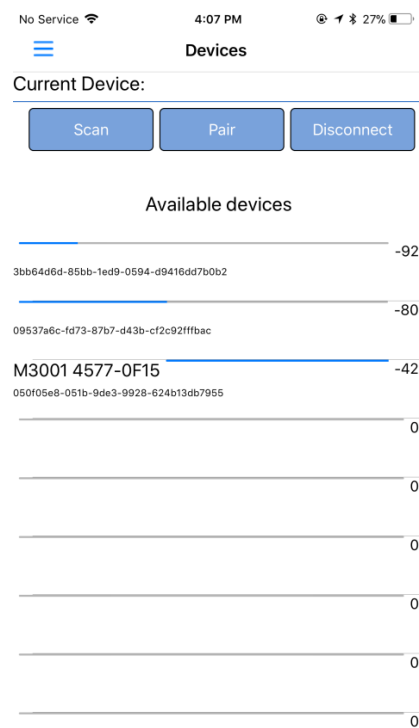 No Service 4:07 PM 27%
Devices
Current Device:
Scan Pair Disconnect
Available devices
-92
3bb64d6d-85bb-1ed9-0594-d9416dd7b0b2
-80
09537a6c-fd73-87b7-d43b-cf2c92fffbac
M3001 4577-0F15 -42
050f05e8-051b-9de3-9928-624b13db7955
0
0
0
0
0
0